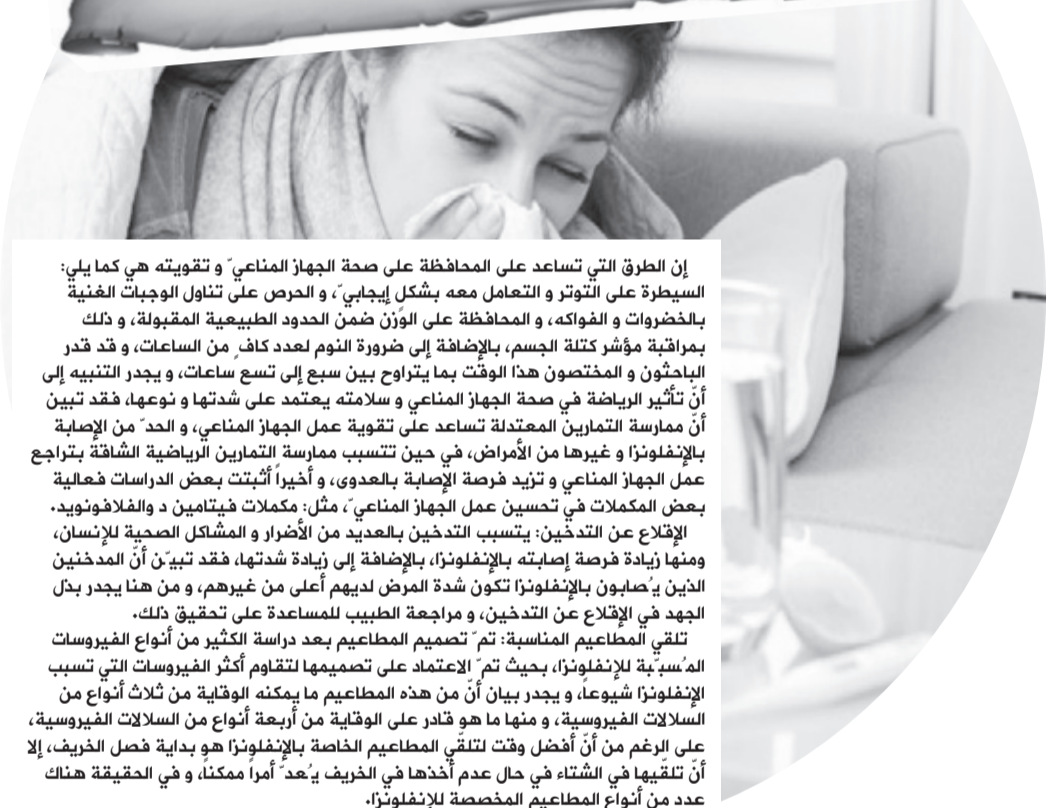 إن الطرق التي تساعد على المحافظة على صحة الجهاز المناعيّ و تقويته هي كما يلي:
السيطرة على التوتر و التعامل معه بشكلٍ إيجابيّ، و الحرص على تناول الوجبات الغنية
بالخضروات و الفواكه، و المحافظة على الوزن ضمن الحدود الطبيعية المقبولة، و ذلك
بمراقبة مؤشر كتلة الجسم، بالإضافة إلى ضرورة النوم لعدد كافٍ من الساعات، و قد قدر
الباحثون و المختصون هذا الوقت بما يتراوح بين سبع إلى تسع ساعات، و يجدر التنبيه إلى
أنّ تأثير الرياضة في صحة الجهاز المناعي و سلامته يعتمد على شدتها و نوعها، فقد تبين
أنّ ممارسة التمارين المعتدلة تساعد على تقوية عمل الجهاز المناعي، و الحدّ من الإصابة
بالإنفلونزا و غيرها من الأمراض، في حين تتسبب ممارسة التمارين الرياضية الشاقة بتراجع
عمل الجهاز المناعي و تزيد فرصة الإصابة بالعدوى، و أخيراً أثبتت بعض الدراسات فعالية
بعض المكملات في تحسين عمل الجهاز المناعيّ، مثل: مكملات فيتامين د والفلافونويد.
الإقلاع عن التدخين: يتسبب التدخين بالعديد من الأضرار و المشاكل الصحية للإنسان،
ومنها زيادة فرصة إصابته بالإنفلونزا، بالإضافة إلى زيادة شدتها، فقد تبيّن أنّ المدخنين
الذين يُصابون بالإنفلونزا تكون شدة المرض لديهم أعلى من غيرهم، و من هنا يجدر بذل
الجهد في الإقلاع عن التدخين، و مراجعة الطبيب للمساعدة على تحقيق ذلك.
تلقي المطاعيم المناسبة: تمّ تصميم المطاعيم بعد دراسة الكثير من أنواع الفيروسات
المُسبّبة للإنفلونزا، بحيث تمّ الاعتماد على تصميمها لتقاوم أكثر الفيروسات التي تسبب
الإنفلونزا شيوعاً، و يجدر بيان أنّ من هذه المطاعيم ما يمكنه الوقاية من ثلاث أنواع من
السلالات الفيروسية، و منها ما هو قادر على الوقاية من أربعة أنواع من السلالات الفيروسية،
على الرغم من أنّ أفضل وقت لتلقّي المطاعيم الخاصة بالإنفلونزا هو بداية فصل الخريف، إلا
أنّ تلقّيها في الشتاء في حال عدم أخذها في الخريف يُعدّ أمراً ممكناً، و في الحقيقة هناك
عدد من أنواع المطاعيم المخصصة للإنفلونزا.